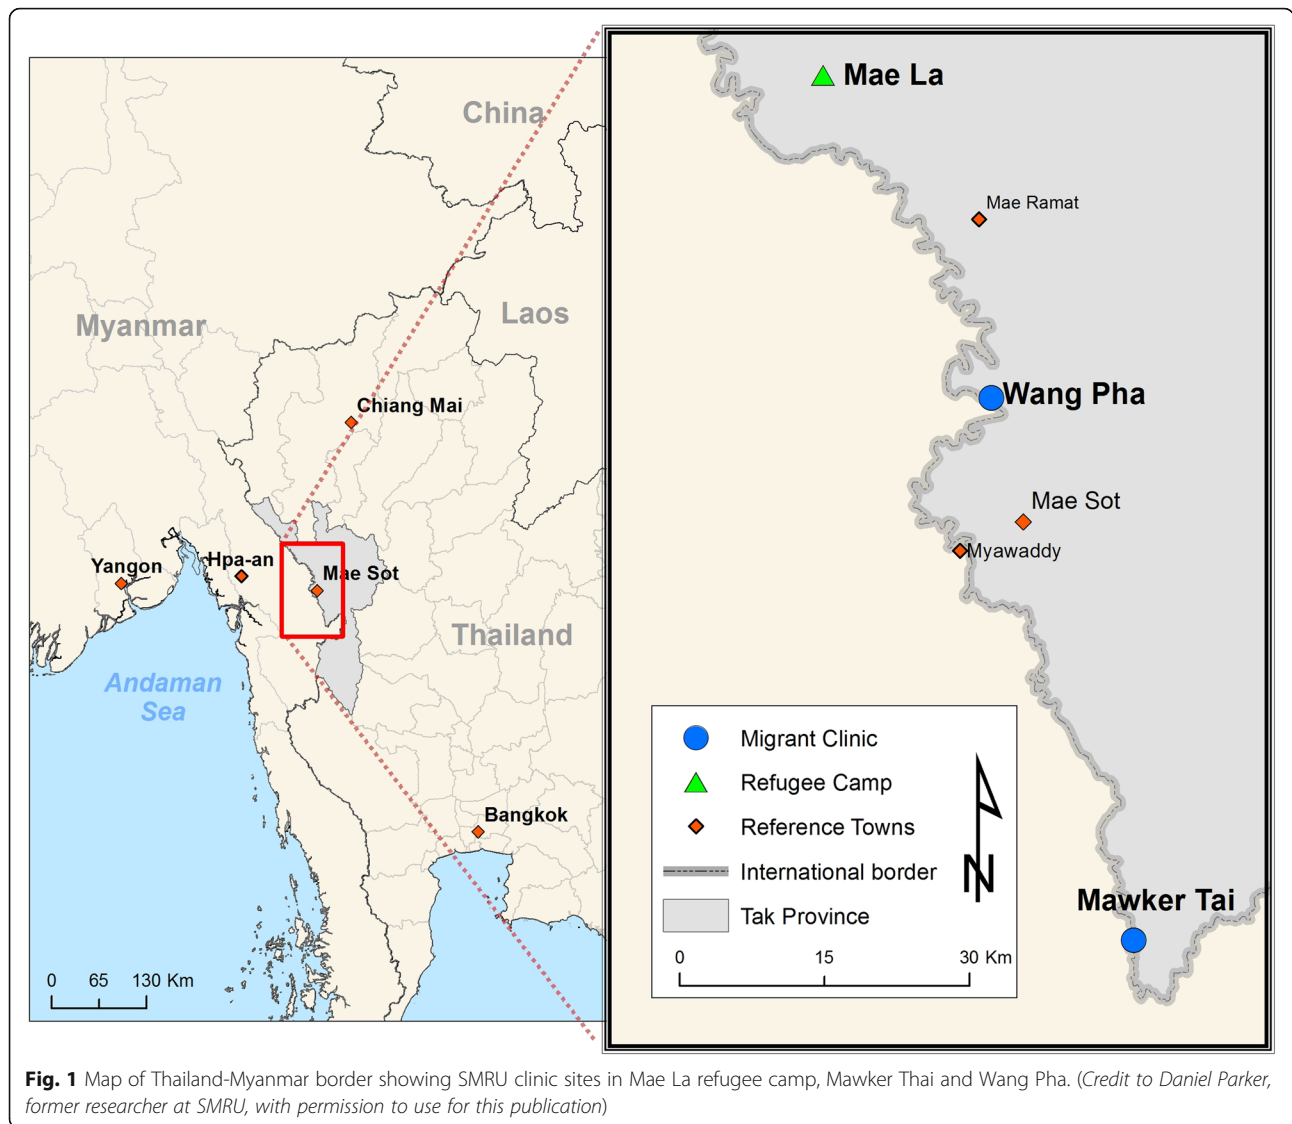 China
Myanmar
Laos
Chiang Mai
Yangon
Hpa-an
Mae Sot
Thailand
Andaman
Sea
Bangkok
0 65 130 Km
Mae La
Mae Ramat
Wang Pha
Mae Sot
Myawaddy
Migrant Clinic
Refugee Camp
Reference Towns
International border
Tak Province
N
0 15 30 Km
Mawker Tai
Fig. 1 Map of Thailand-Myanmar border showing SMRU clinic sites in Mae La refugee camp, Mawker Thai and Wang Pha. (Credit to Daniel Parker,
former researcher at SMRU, with permission to use for this publication)